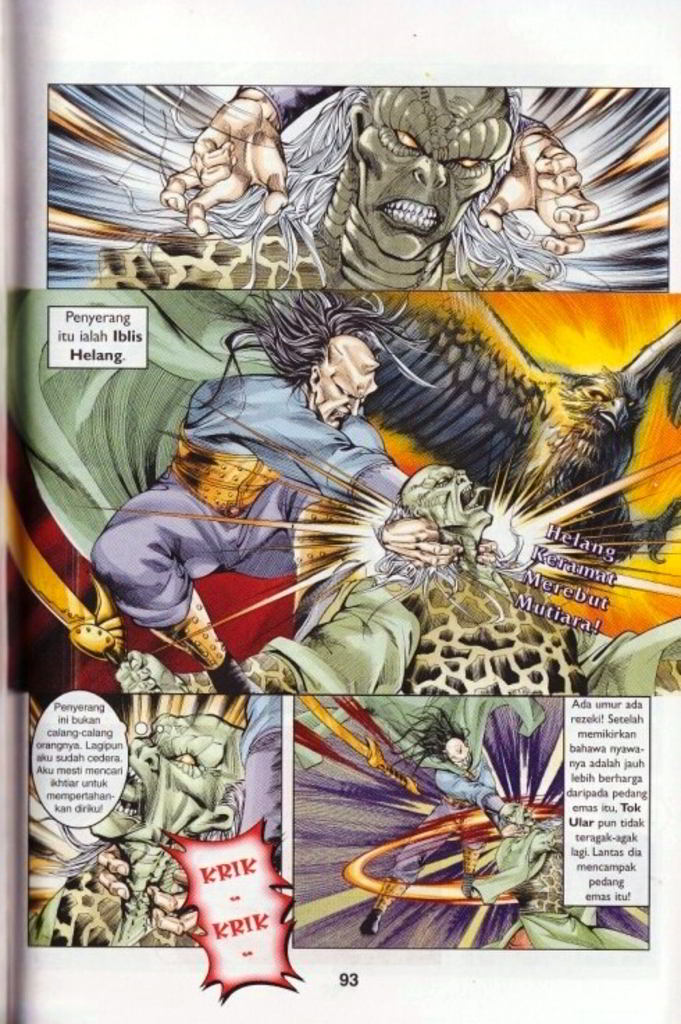 Penyerang
itu ialah Iblis
Helang.
Helang
Keramat
Merebut
Mutiara!
Penyerang
ini bukan
calang-calang
orangnya. Lagipun
aku sudah cedera.
Aku mesti mencari
ikhtiar untuk
mempertahan-
kan diriku!
KRIK
..
KRIK
..
Ada umur ada
rezeki! Setelah
memikirkan
bahawa nyawa-
nya adalah jauh
lebih berharga
daripada pedang
emas itu, Tok
Ular pun tidak
teragak-agak
lagi. Lantas dia
mencampak
pedang
emas itu!
93